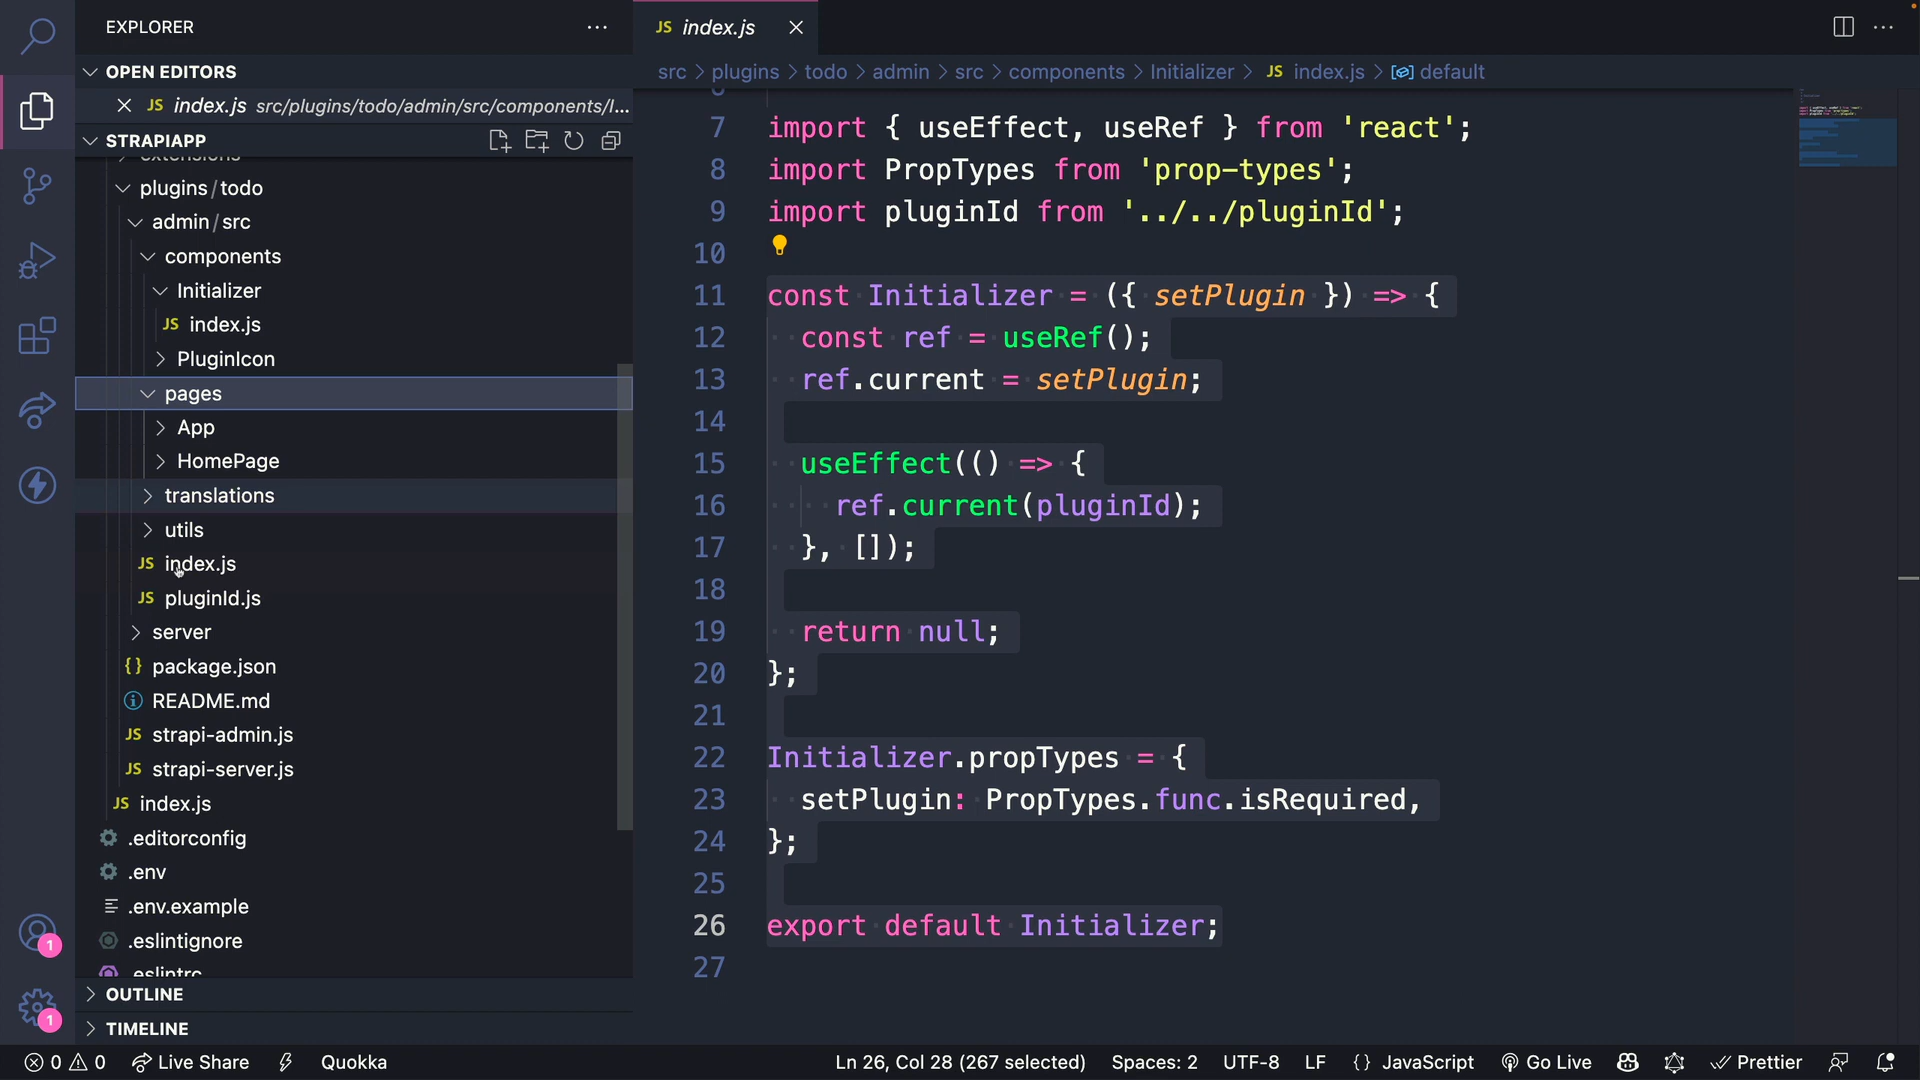 EXPLORER
OPEN EDITORS
JS index.js src/plugins/todo/admin/src/components/I...
STRAPIAPP
extensions
plugins/todo
admin/src
components
Initializer
JS index.js
PluginIcon
pages
App
HomePage
translations
utils
JS index.js
JS pluginId.js
server
{} package.json
README.md
JS strapi-admin.js
JS strapi-server.js
JS index.js
.editorconfig
.env
.env.example
.eslintignore
.eslintrc
OUTLINE
TIMELINE
1
1
JS index.js
src > plugins > todo > admin > src > components > Initializer > JS index.js > default
6
7 import { useEffect, useRef } from 'react';
8 import PropTypes from 'prop-types';
9 import pluginId from '../../pluginId';
10
11 const Initializer = ({ setPlugin }) => {
12 const ref = useRef();
13 ref.current = setPlugin;
14
15 useEffect(() => {
16 ref.current(pluginId);
17 }, []);
18
19 return null;
20 };
21
22 Initializer.propTypes = {
23 setPlugin: PropTypes.func.isRequired,
24 };
25
26 export default Initializer;
27
0 0 Live Share Quokka Ln 26, Col 28 (267 selected) Spaces: 2 UTF-8 LF {} JavaScript Go Live Prettier